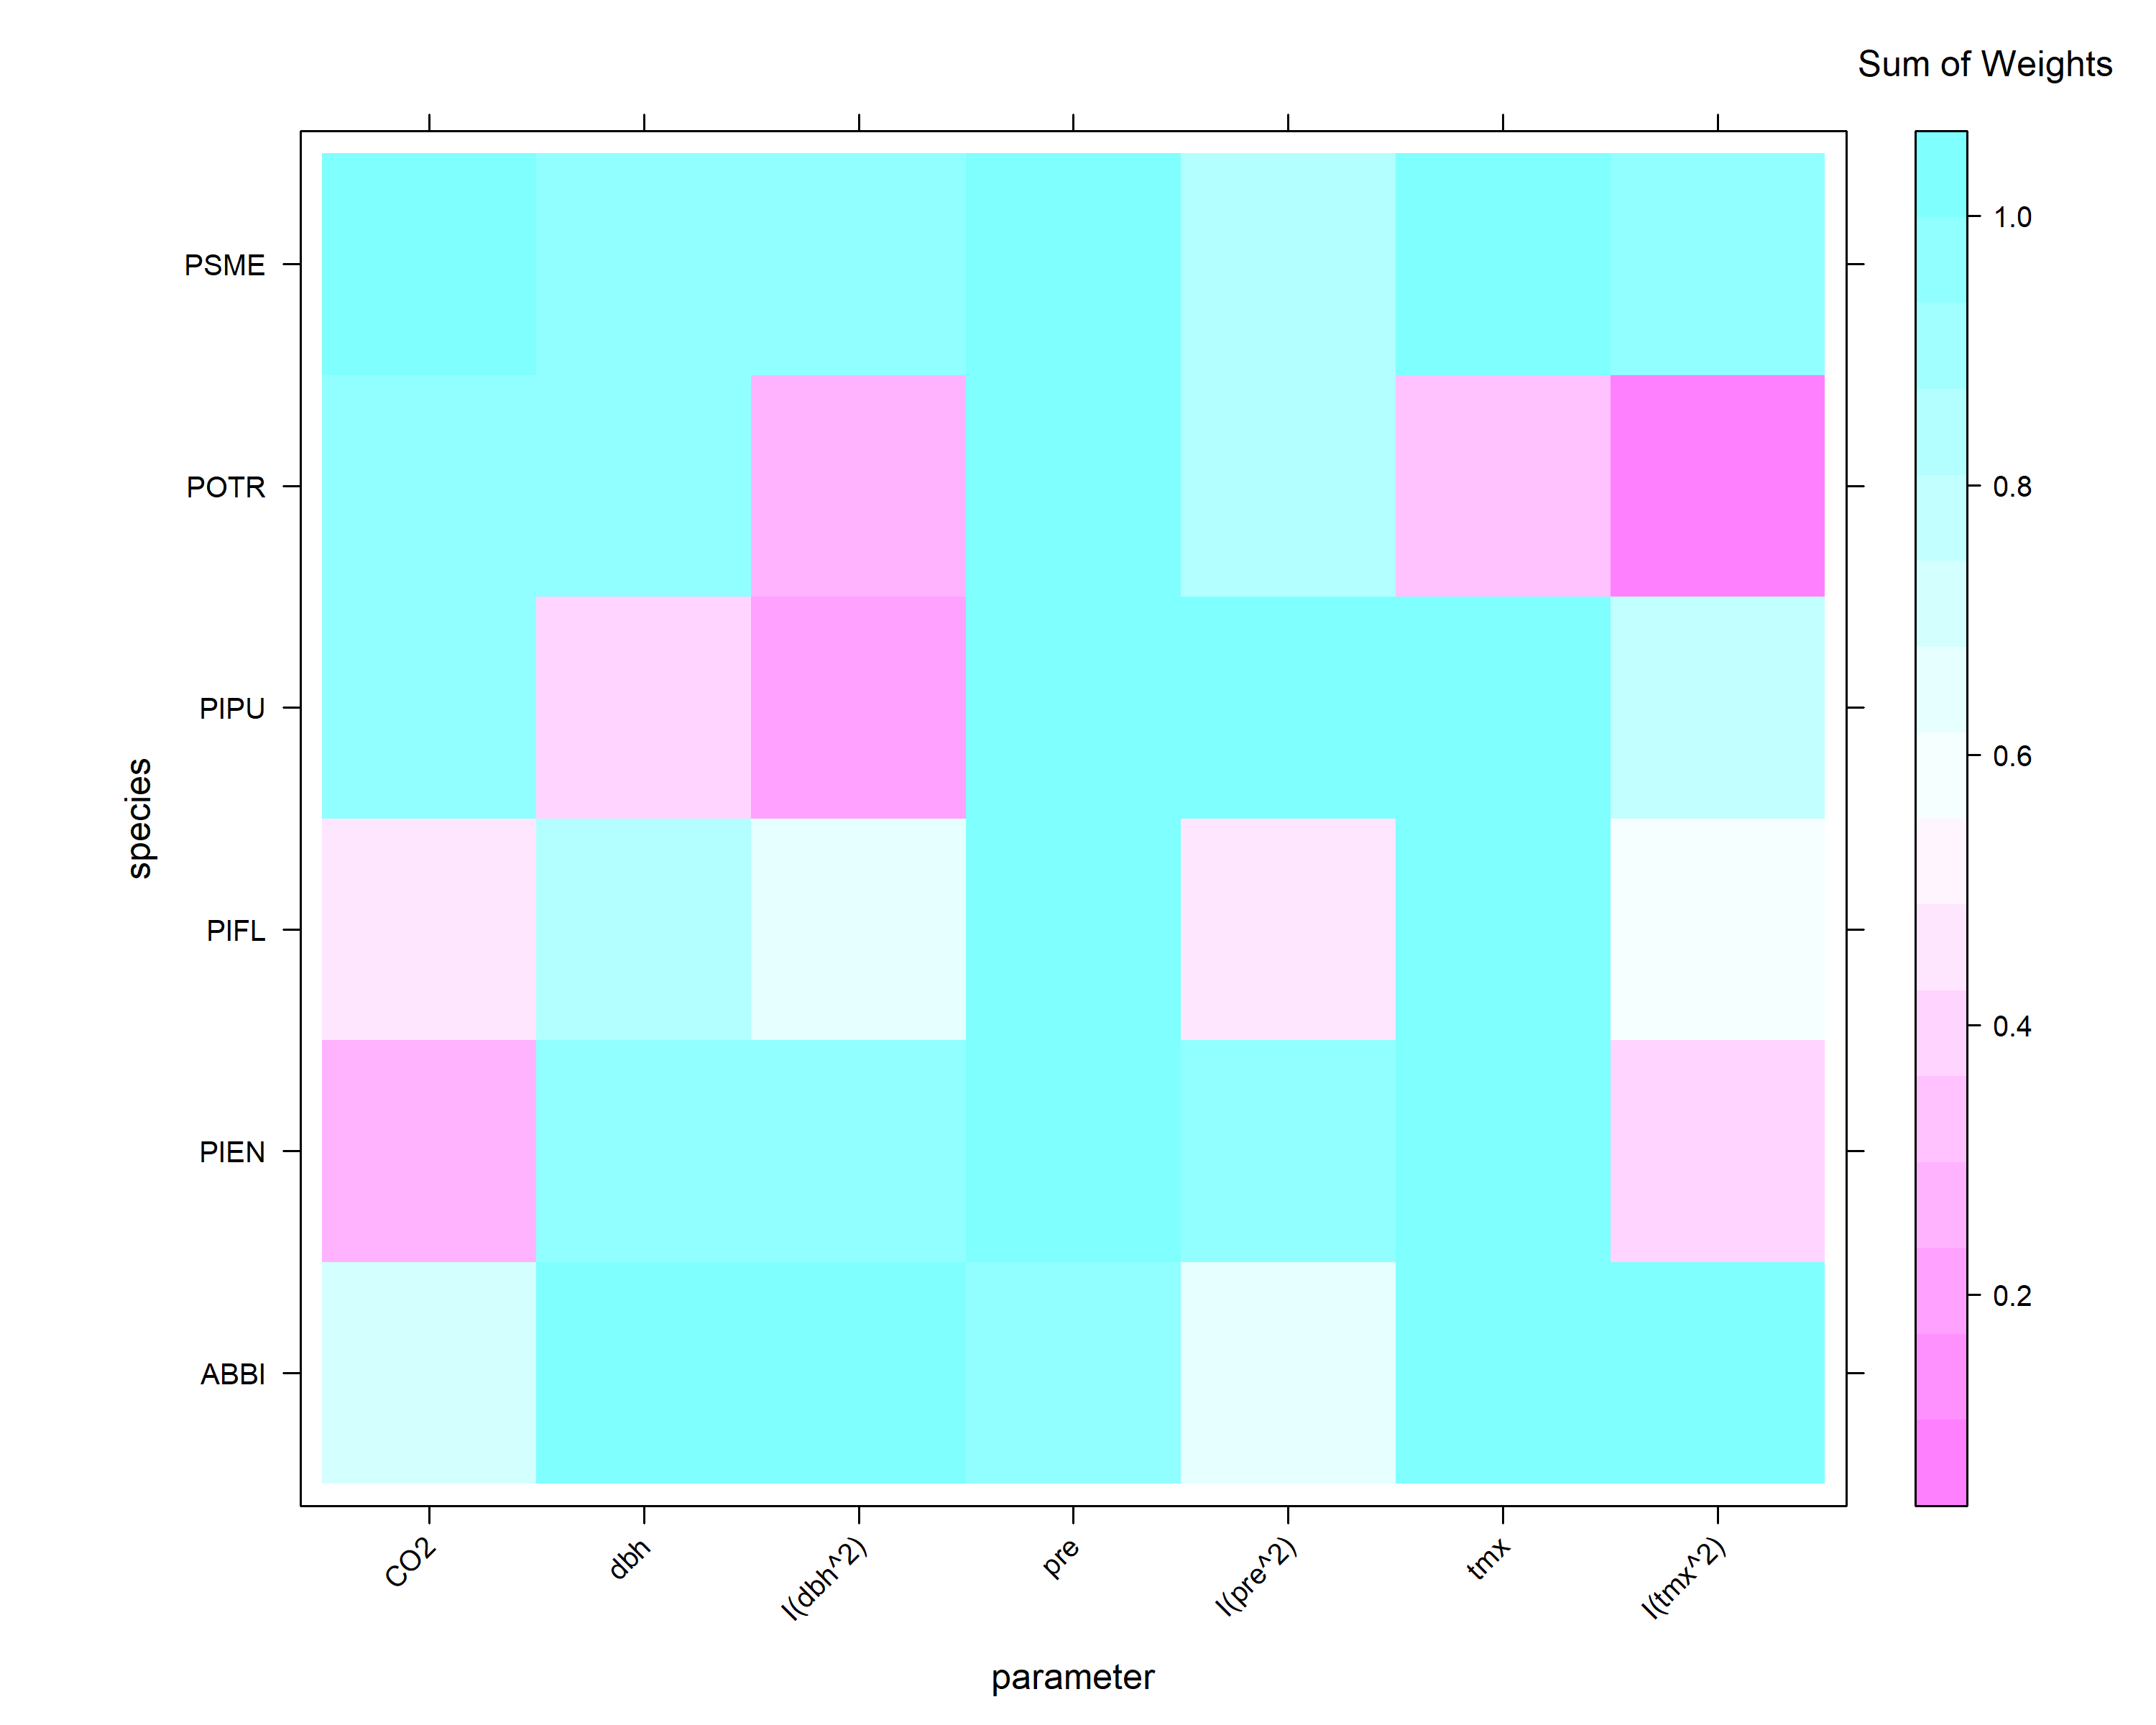 Sum of Weights
1.0
0.8
0.6
0.4
0.2
species
PSME
POTR
PIPU
PIFL
PIEN
ABBI
CO2
dbh
I(dbh^2)
pre
I(pre^2)
tmx
I(tmx^2)
parameter